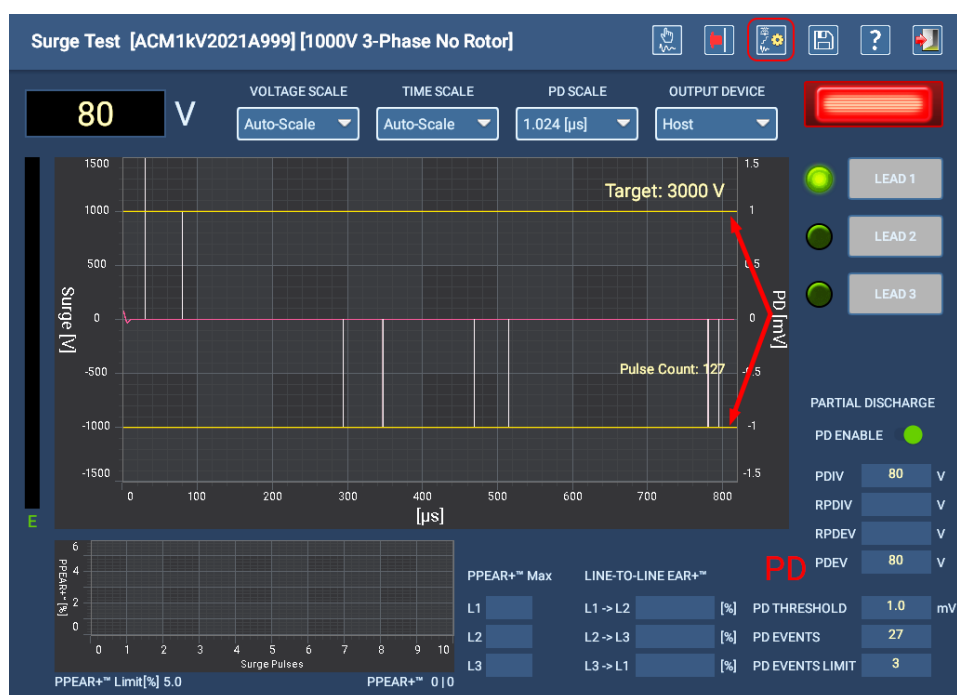 Surge Test [ACM1kV2021A999] [1000V 3-Phase No Rotor]
80 V
VOLTAGE SCALE TIME SCALE PD SCALE OUTPUT DEVICE
Auto-Scale Auto-Scale 1.024 [µs] Host
Target: 3000 V
Pulse Count: 127
Surge [V]
1500
1000
500
0
-500
-1000
-1500
PD [mV]
1.5
1
0.5
0
-0.5
-1
-1.5
0 100 200 300 400 500 600 700 800
[µs]
E
LEAD 1
LEAD 2
LEAD 3
PARTIAL DISCHARGE
PD ENABLE
PDIV 80 V
RPDIV V
RPDEV V
PD
PDEV 80 V
PD THRESHOLD 1.0 mV
PD EVENTS 27
PD EVENTS LIMIT 3
PPEAR+™ [%]
6
4
2
0
0 1 2 3 4 5 6 7 8 9 10
Surge Pulses
PPEAR+™ Limit[%] 5.0 PPEAR+™ 0|0
PPEAR+™ Max LINE-TO-LINE EAR+™
L1 L1 -> L2 [%]
L2 L2 -> L3 [%]
L3 L3 -> L1 [%]